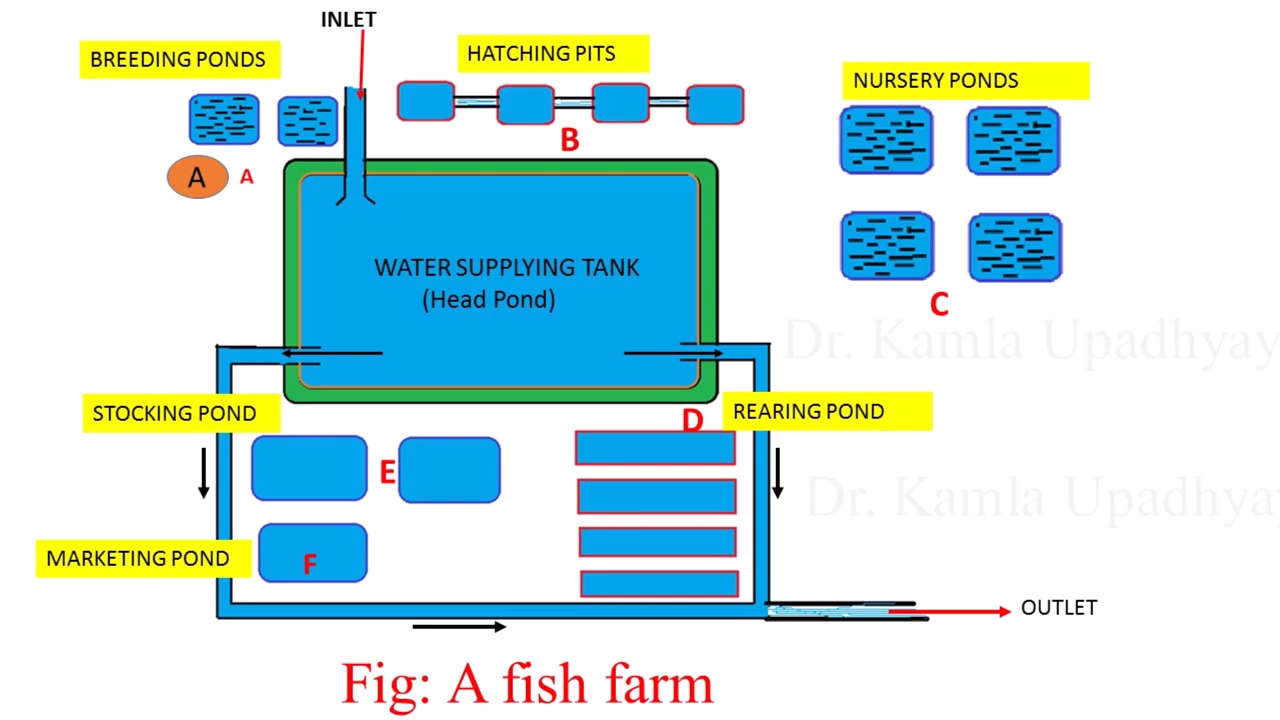 INLET
BREEDING PONDS
HATCHING PITS
NURSERY PONDS
B
A A
WATER SUPPLYING TANK
(Head Pond)
C
Dr. Kamla Upadhyay
STOCKING POND
D
REARING POND
E
Dr. Kamla Upadhyay
MARKETING POND
F
OUTLET
Fig: A fish farm